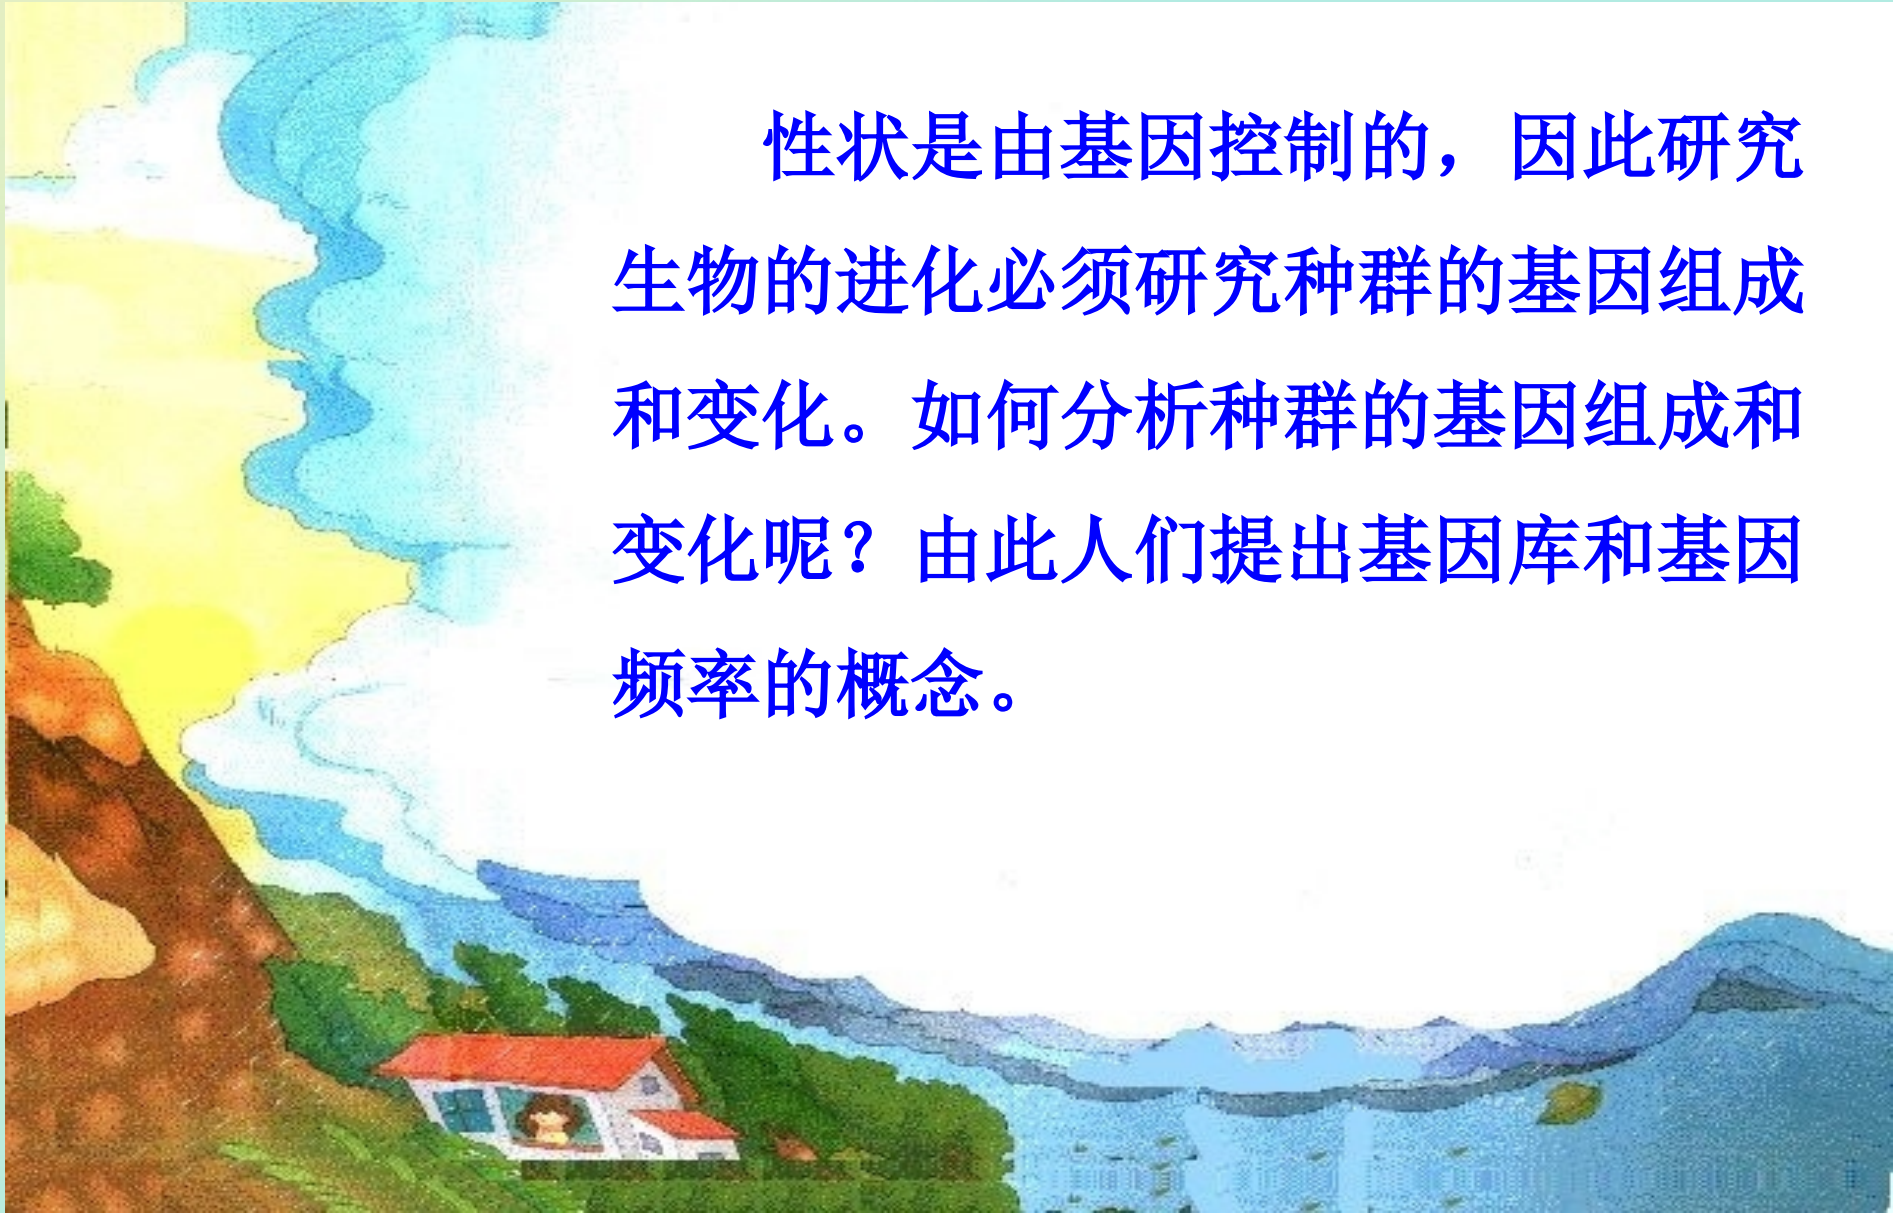 性状是由基因控制的，因此研究
生物的进化必须研究种群的基因组成
和变化。如何分析种群的基因组成和
变化呢？由此人们提出基因库和基因
频率的概念。